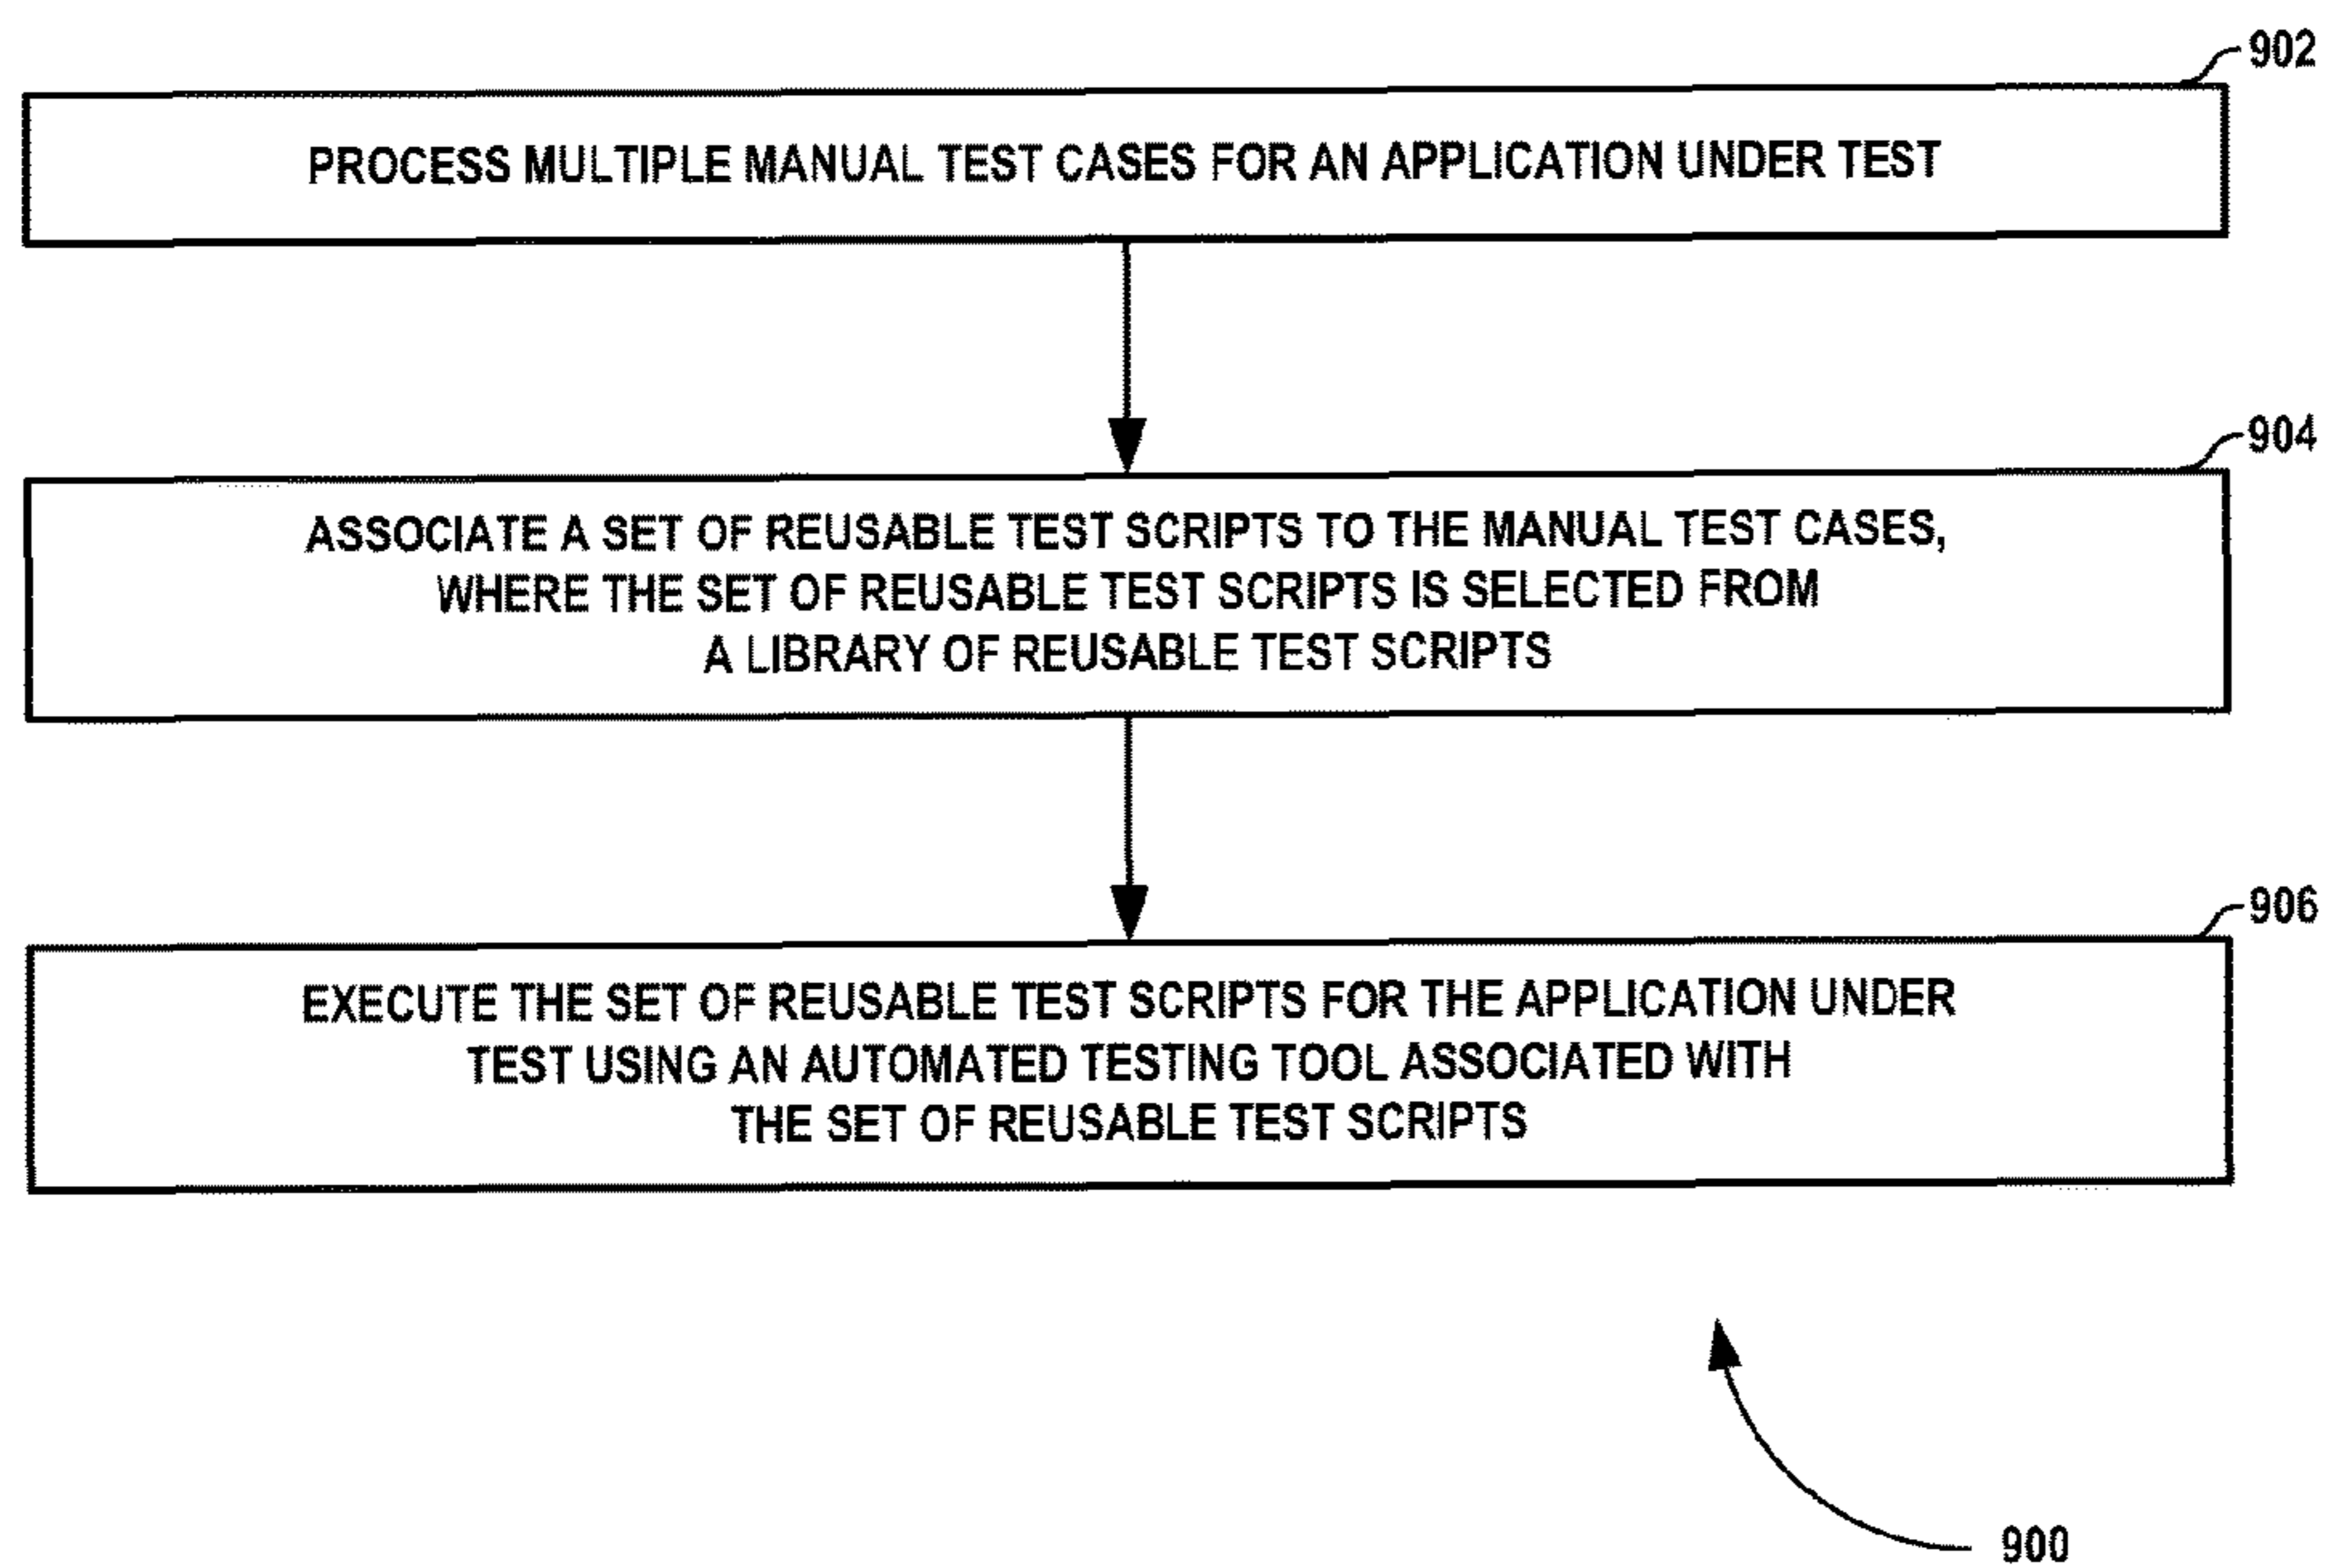 902
PROCESS MULTIPLE MANUAL TEST CASES FOR AN APPLICATION UNDER TEST
904
ASSOCIATE A SET OF REUSABLE TEST SCRIPTS TO THE MANUAL TEST CASES,
WHERE THE SET OF REUSABLE TEST SCRIPTS IS SELECTED FROM
A LIBRARY OF REUSABLE TEST SCRIPTS
906
EXECUTE THE SET OF REUSABLE TEST SCRIPTS FOR THE APPLICATION UNDER
TEST USING AN AUTOMATED TESTING TOOL ASSOCIATED WITH
THE SET OF REUSABLE TEST SCRIPTS
900